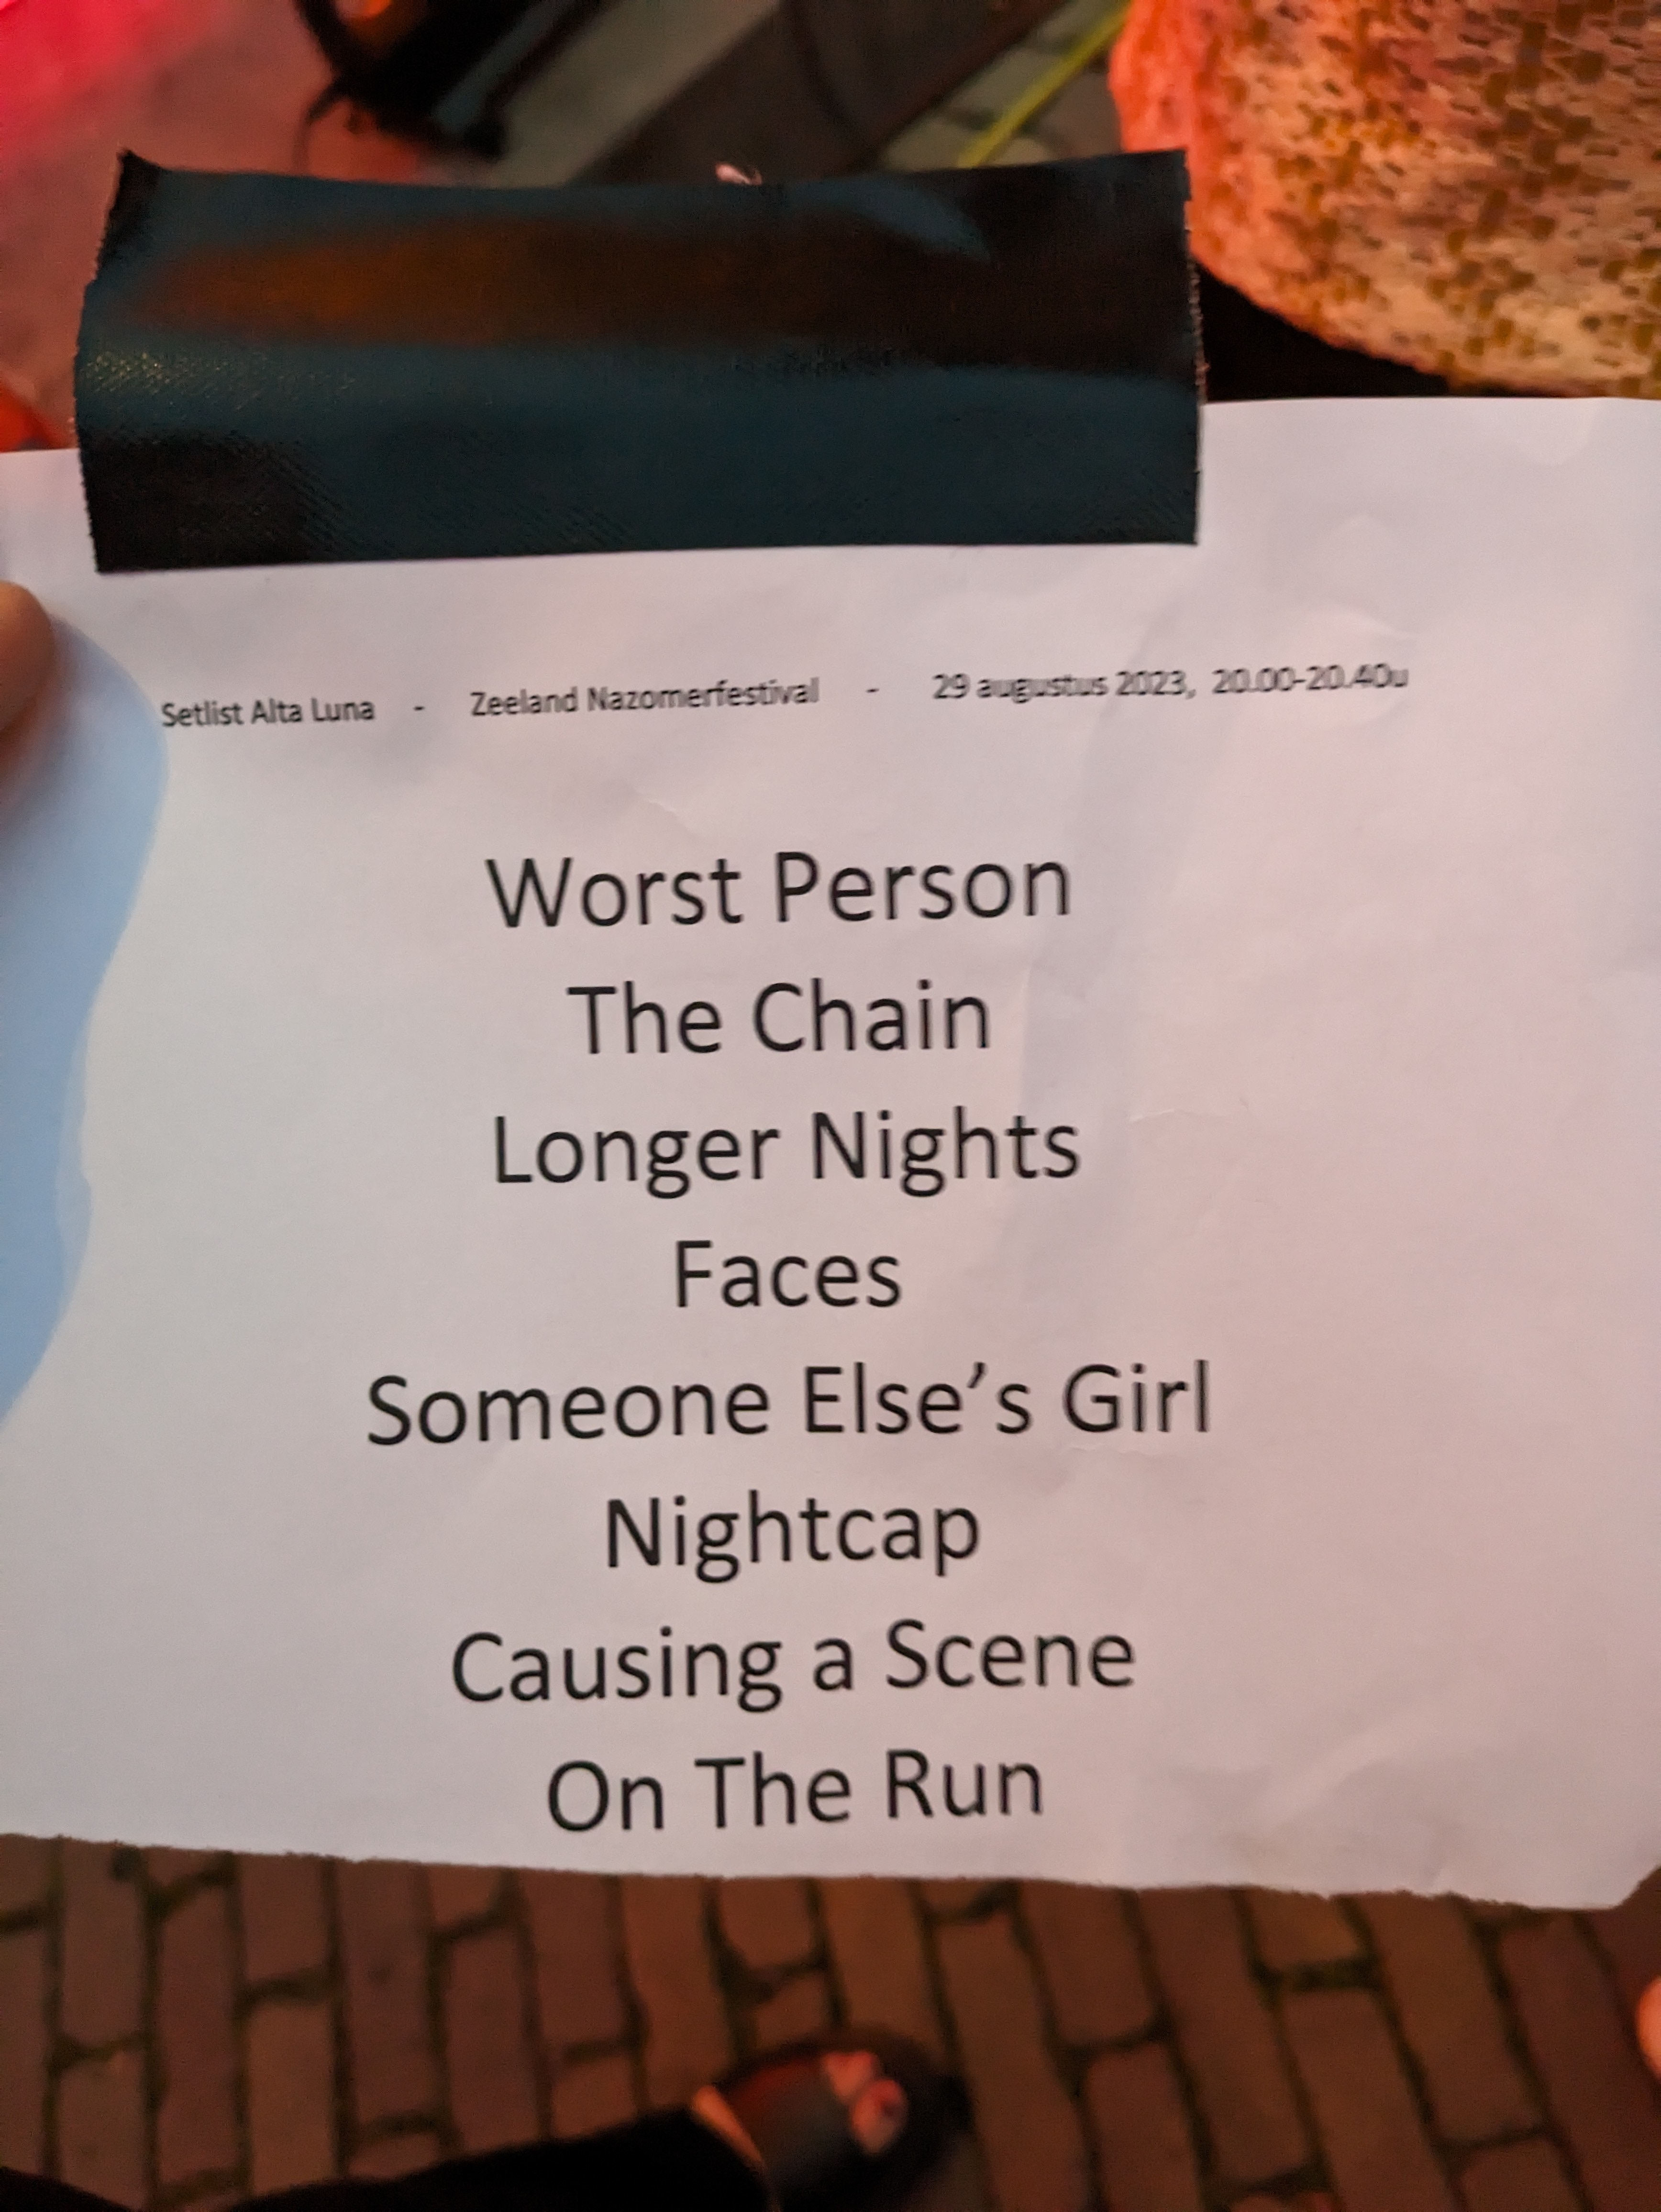 Setlist Alta Luna - Zeeland Nazomerfestival - 29 augustus 2023, 20.00-20.40u
Worst Person
The Chain
Longer Nights
Faces
Someone Else’s Girl
Nightcap
Causing a Scene
On The Run